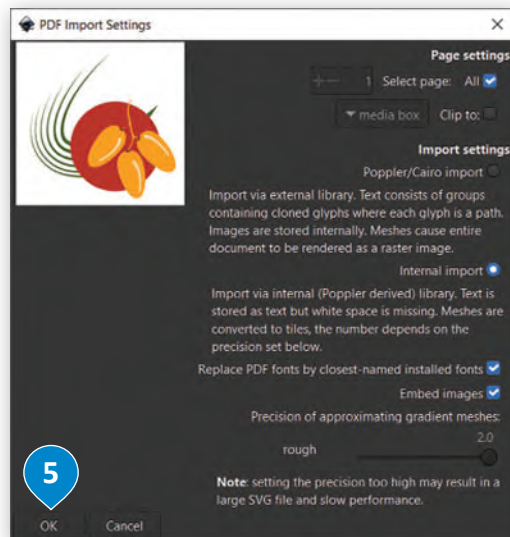 PDF Import Settings
Page settings
1 Select page: All
media box Clip to:
Import settings
Poppler/Cairo import
Import via external library. Text consists of groups
containing cloned glyphs where each glyph is a path.
Images are stored internally. Meshes cause entire
document to be rendered as a raster image.
Internal import
Import via internal (Poppler derived) library. Text is
stored as text but white space is missing. Meshes are
converted to tiles, the number depends on the
precision set below.
Replace PDF fonts by closest-named installed fonts
Embed images
Precision of approximating gradient meshes:
2.0
rough
Note: setting the precision too high may result in a
large SVG file and slow performance.
5
OK Cancel